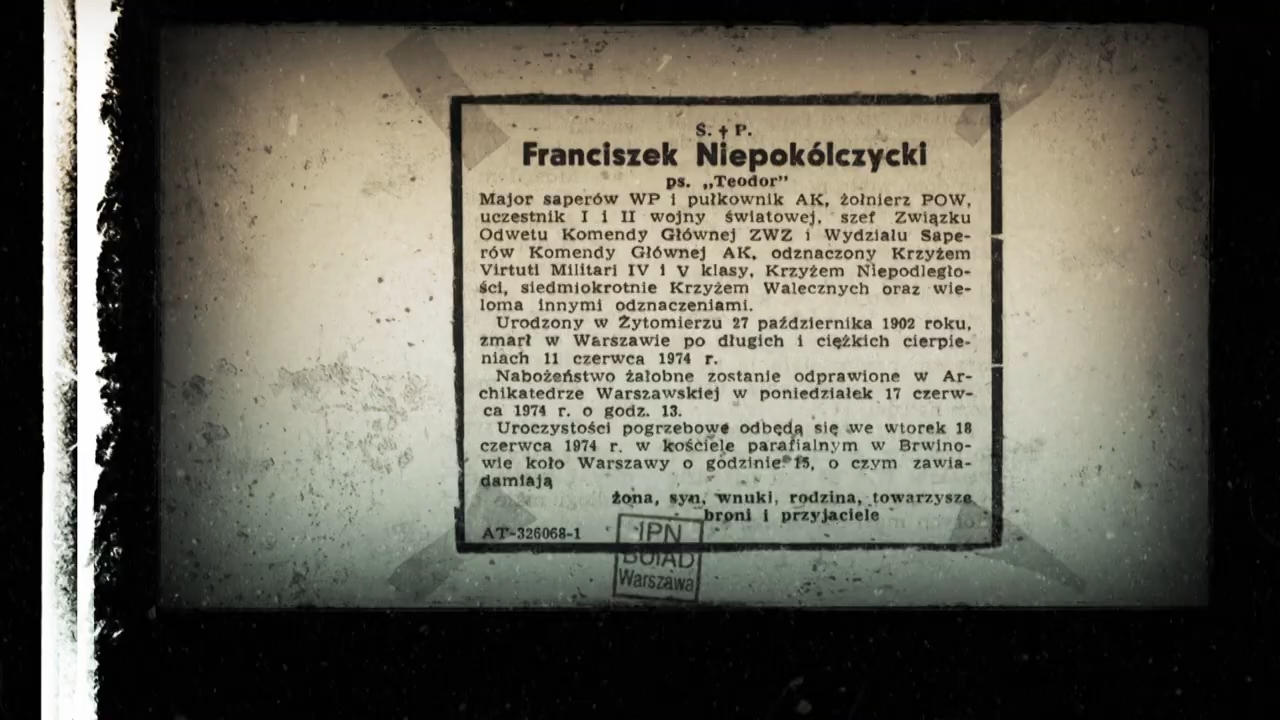 Ś. † P.
Franciszek Niepokólczycki
ps. „Teodor”
Major saperów WP i pułkownik AK, żołnierz POW,
uczestnik I i II wojny światowej, szef Związku
Odwetu Komendy Głównej ZWZ i Wydziału Sape-
rów Komendy Głównej AK, odznaczony Krzyżem
Virtuti Militari IV i V klasy, Krzyżem Niepodległo-
ści, siedmiokrotnie Krzyżem Walecznych oraz wie-
loma innymi odznaczeniami.
Urodzony w Żytomierzu 27 października 1902 roku,
zmarł w Warszawie po długich i ciężkich cierpie-
niach 11 czerwca 1974 r.
Nabożeństwo żałobne zostanie odprawione w Ar-
chikatedrze Warszawskiej w poniedziałek 17 czerw-
ca 1974 r. o godz. 13.
Uroczystości pogrzebowe odbędą się we wtorek 18
czerwca 1974 r. w kościele parafialnym w Brwino-
wie koło Warszawy o godzinie 15, o czym zawia-
damiają
żona, syn, wnuki, rodzina, towarzysze
broni i przyjaciele
AT-326068-1
IPN
BUiAD
Warszawa